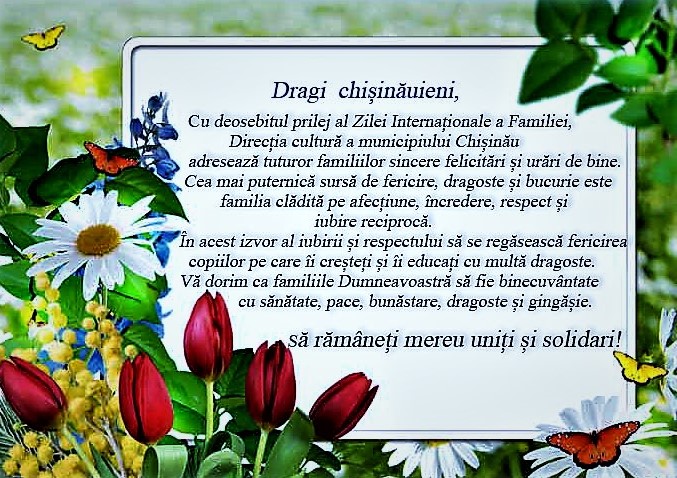 Dragi chișinăuieni,
Cu deosebitul prilej al Zilei Internaționale a Familiei,
Direcția cultură a municipiului Chișinău
adresează tuturor familiilor sincere felicitări și urări de bine.
Cea mai puternică sursă de fericire, dragoste și bucurie este
familia clădită pe afecțiune, încredere, respect și
iubire reciprocă.
În acest izvor al iubirii și respectului să se regăsească fericirea
copiilor pe care îi creșteți și îi educați cu multă dragoste.
Vă dorim ca familiile Dumneavoastră să fie binecuvântate
cu sănătate, pace, bunăstare, dragoste și gingășie.
să rămâneți mereu uniți și solidari!